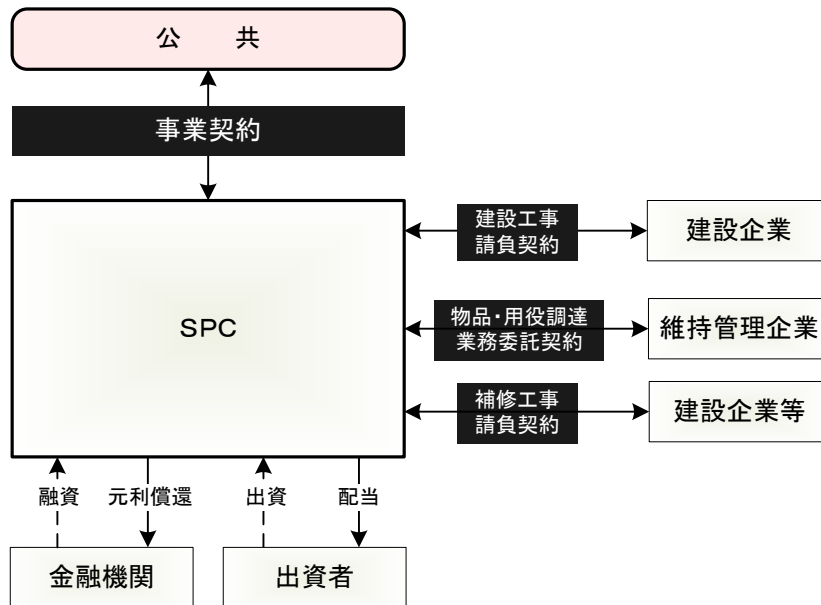 公　　共
事業契約
建設工事
請負契約
建設企業
SPC
物品・用役調達
業務委託契約
維持管理企業
補修工事
請負契約
建設企業等
融資
元利償還
出資
配当
金融機関
出資者